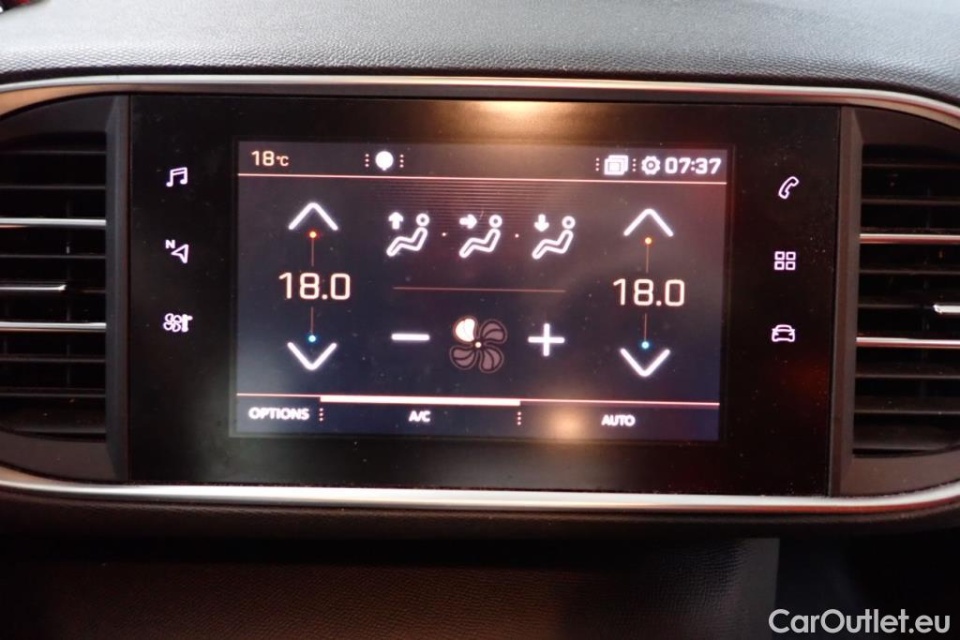 18°C
07:37
N
18.0
18.0
OPTIONS
A/C
AUTO
CarOutlet.eu